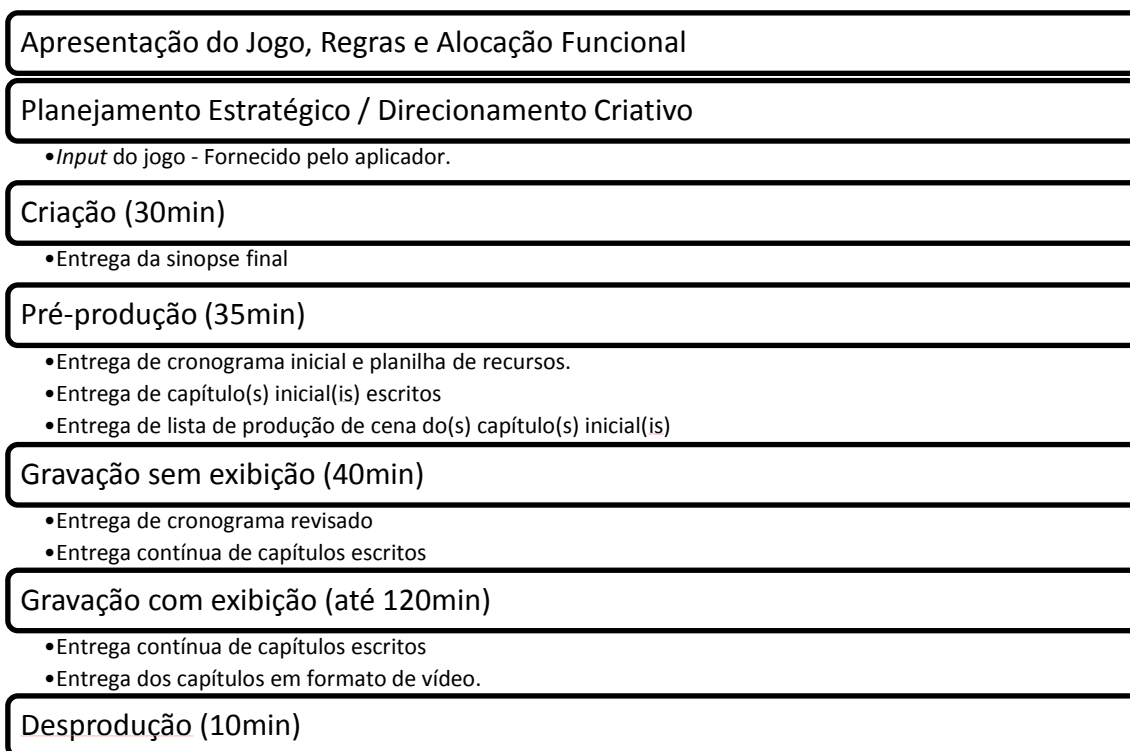 Apresentação do Jogo, Regras e Alocação Funcional
Planejamento Estratégico / Direcionamento Criativo
•Input do jogo - Fornecido pelo aplicador.
Criação (30min)
•Entrega da sinopse final
Pré-produção (35min)
•Entrega de cronograma inicial e planilha de recursos.
•Entrega de capítulo(s) inicial(is) escritos
•Entrega de lista de produção de cena do(s) capítulo(s) inicial(is)
Gravação sem exibição (40min)
•Entrega de cronograma revisado
•Entrega contínua de capítulos escritos
Gravação com exibição (até 120min)
•Entrega contínua de capítulos escritos
•Entrega dos capítulos em formato de vídeo.
Desprodução (10min)